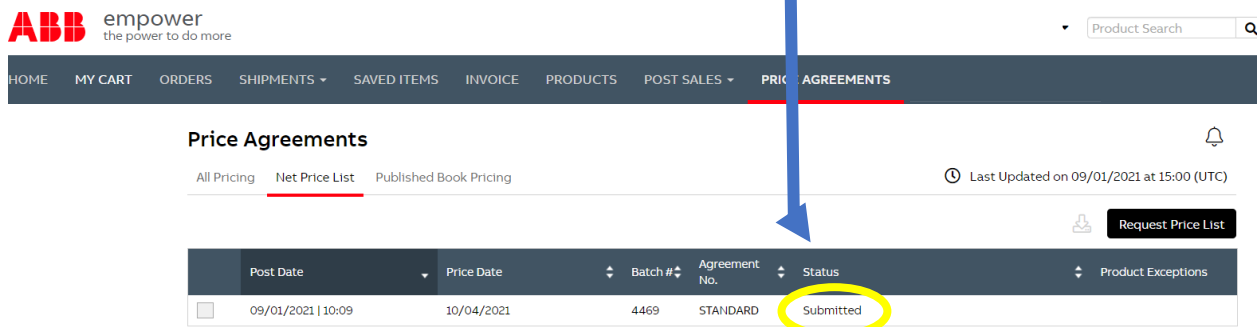 ABB empower
the power to do more
Product Search
HOME MY CART ORDERS SHIPMENTS SAVED ITEMS INVOICE PRODUCTS POST SALES PRICE AGREEMENTS
Price Agreements
All Pricing Net Price List Published Book Pricing
Last Updated on 09/01/2021 at 15:00 (UTC)
Request Price List
Post Date Price Date Batch # Agreement No. Status Product Exceptions
09/01/2021 | 10:09 10/04/2021 4469 STANDARD Submitted